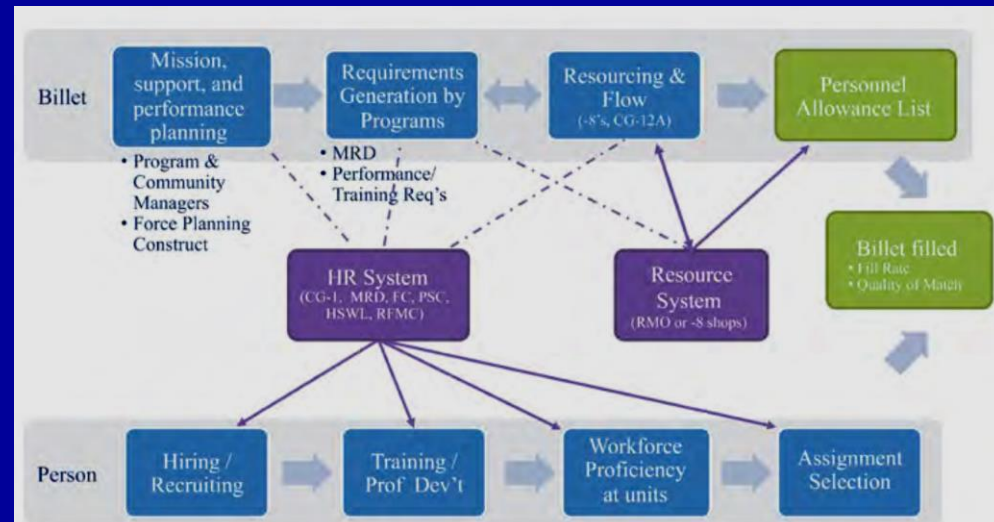 Billet
Mission,
support, and
performance
planning
Requirements
Generation by
Programs
Resourcing &
Flow
(-8's, CG-12A)
Personnel
Allowance List
• Program &
Community
Managers
• Force Planning
Construct
• MRD
• Performance/
Training Req's
HR System
(CG-1, MRD, FC, PSC,
HSWL, RFMC)
Resource
System
(RMO or -8 shops)
Billet filled
• Fill Rate
• Quality of Match
Person
Hiring /
Recruiting
Training /
Prof Dev't
Workforce
Proficiency
at units
Assignment
Selection